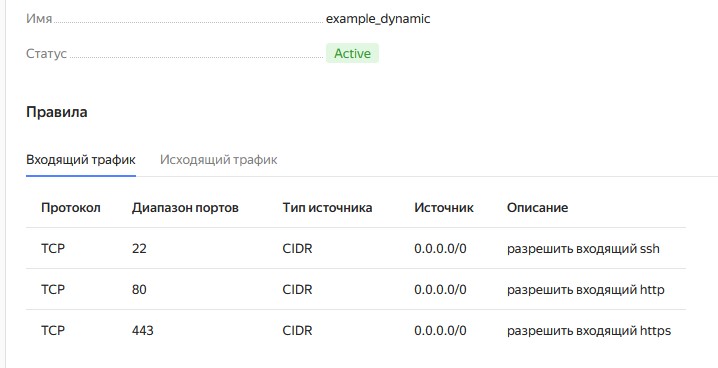 Имя example_dynamic
Статус Active
Правила
Входящий трафик Исходящий трафик
Протокол Диапазон портов Тип источника Источник Описание
TCP 22 CIDR 0.0.0.0/0 разрешить входящий ssh
TCP 80 CIDR 0.0.0.0/0 разрешить входящий http
TCP 443 CIDR 0.0.0.0/0 разрешить входящий https